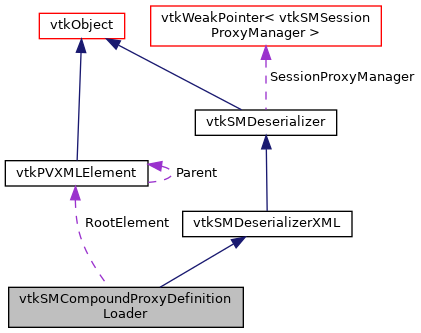 vtkObject
vtkWeakPointer< vtkSMSession
ProxyManager >
SessionProxyManager
vtkSMDeserializer
vtkPVXMLElement
Parent
RootElement
vtkSMDeserializerXML
vtkSMCompoundProxyDefinition
Loader